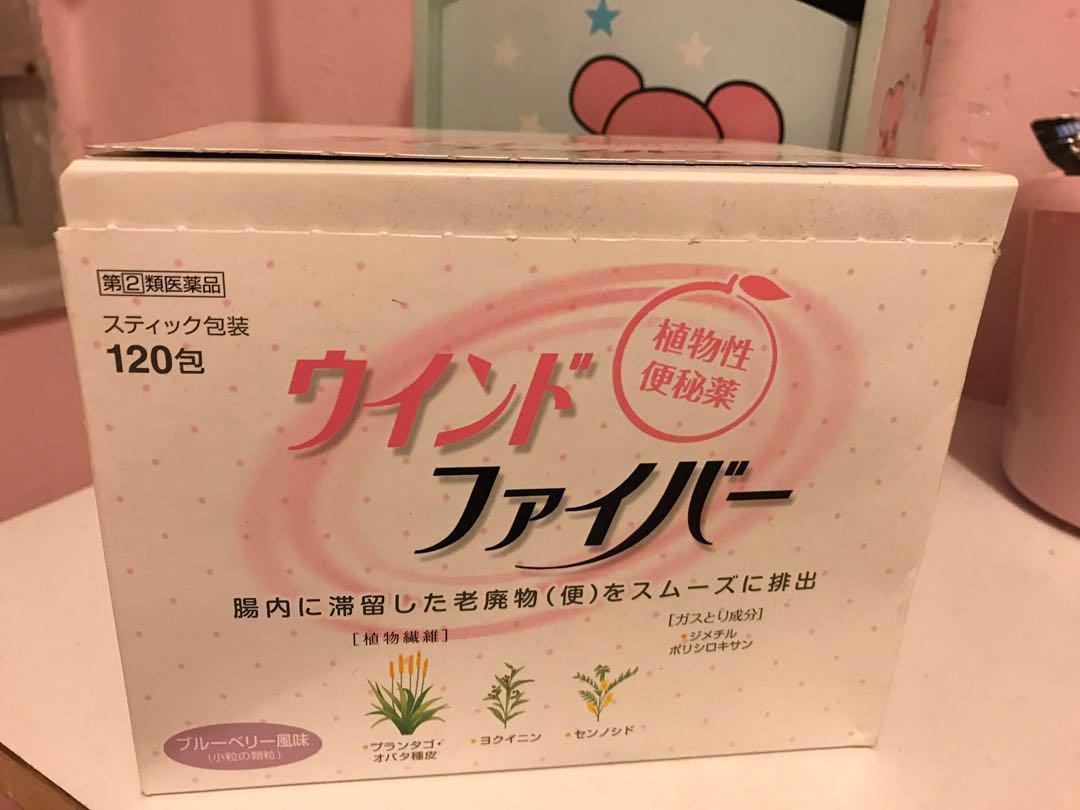 第②類医薬品
スティック包装
120包
植物性
便秘薬
ウインド
ファイバー
腸内に滞留した老廃物(便)をスムーズに排出
[植物繊維]
[ガスとり成分]
・ジメチル
ポリシロキサン
・プランタゴ・
オバタ種皮
・ヨクイニン
・センノシド
ブルーベリー風味
(小粒の顆粒)